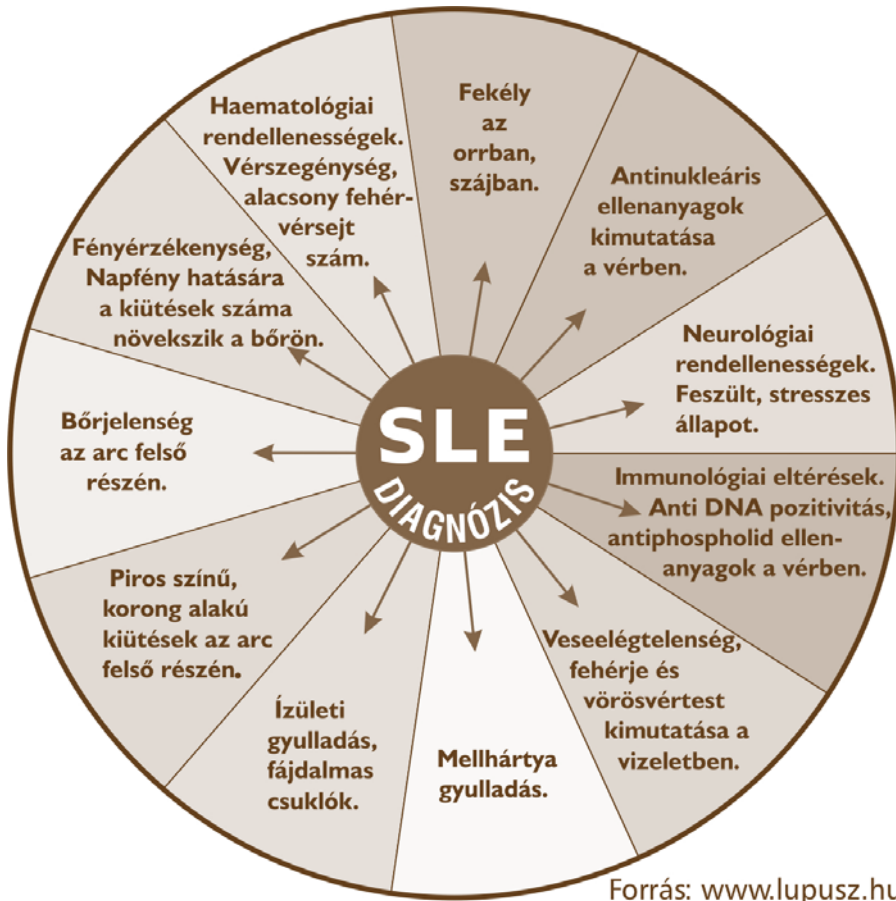 Fekély
az
orrban,
szájban.
Antinukleáris
ellenanyagok
kimutatása
a vérben.
Neurológiai
rendellenességek.
Feszült, stresszes
állapot.
Immunológiai eltérések.
Anti DNA pozitivitás,
antiphospholid ellen-
anyagok a vérben.
Veseelégtelenség,
fehérje és
vörösvértest
kimutatása a
vizeletben.
Mellhártya
gyulladás.
Ízületi
gyulladás,
fájdalmas
csuklók.
Piros színű,
korong alakú
kiütések az arc
felső részén.
Bőrjelenség
az arc felső
részén.
Fényérzékenység,
Napfény hatására
a kiütések száma
növekszik a bőrön.
Haematológiai
rendellenességek.
Vérszegénység,
alacsony fehér-
vérsejt
szám.
SLE
DIAGNÓZIS
Forrás: www.lupusz.hu